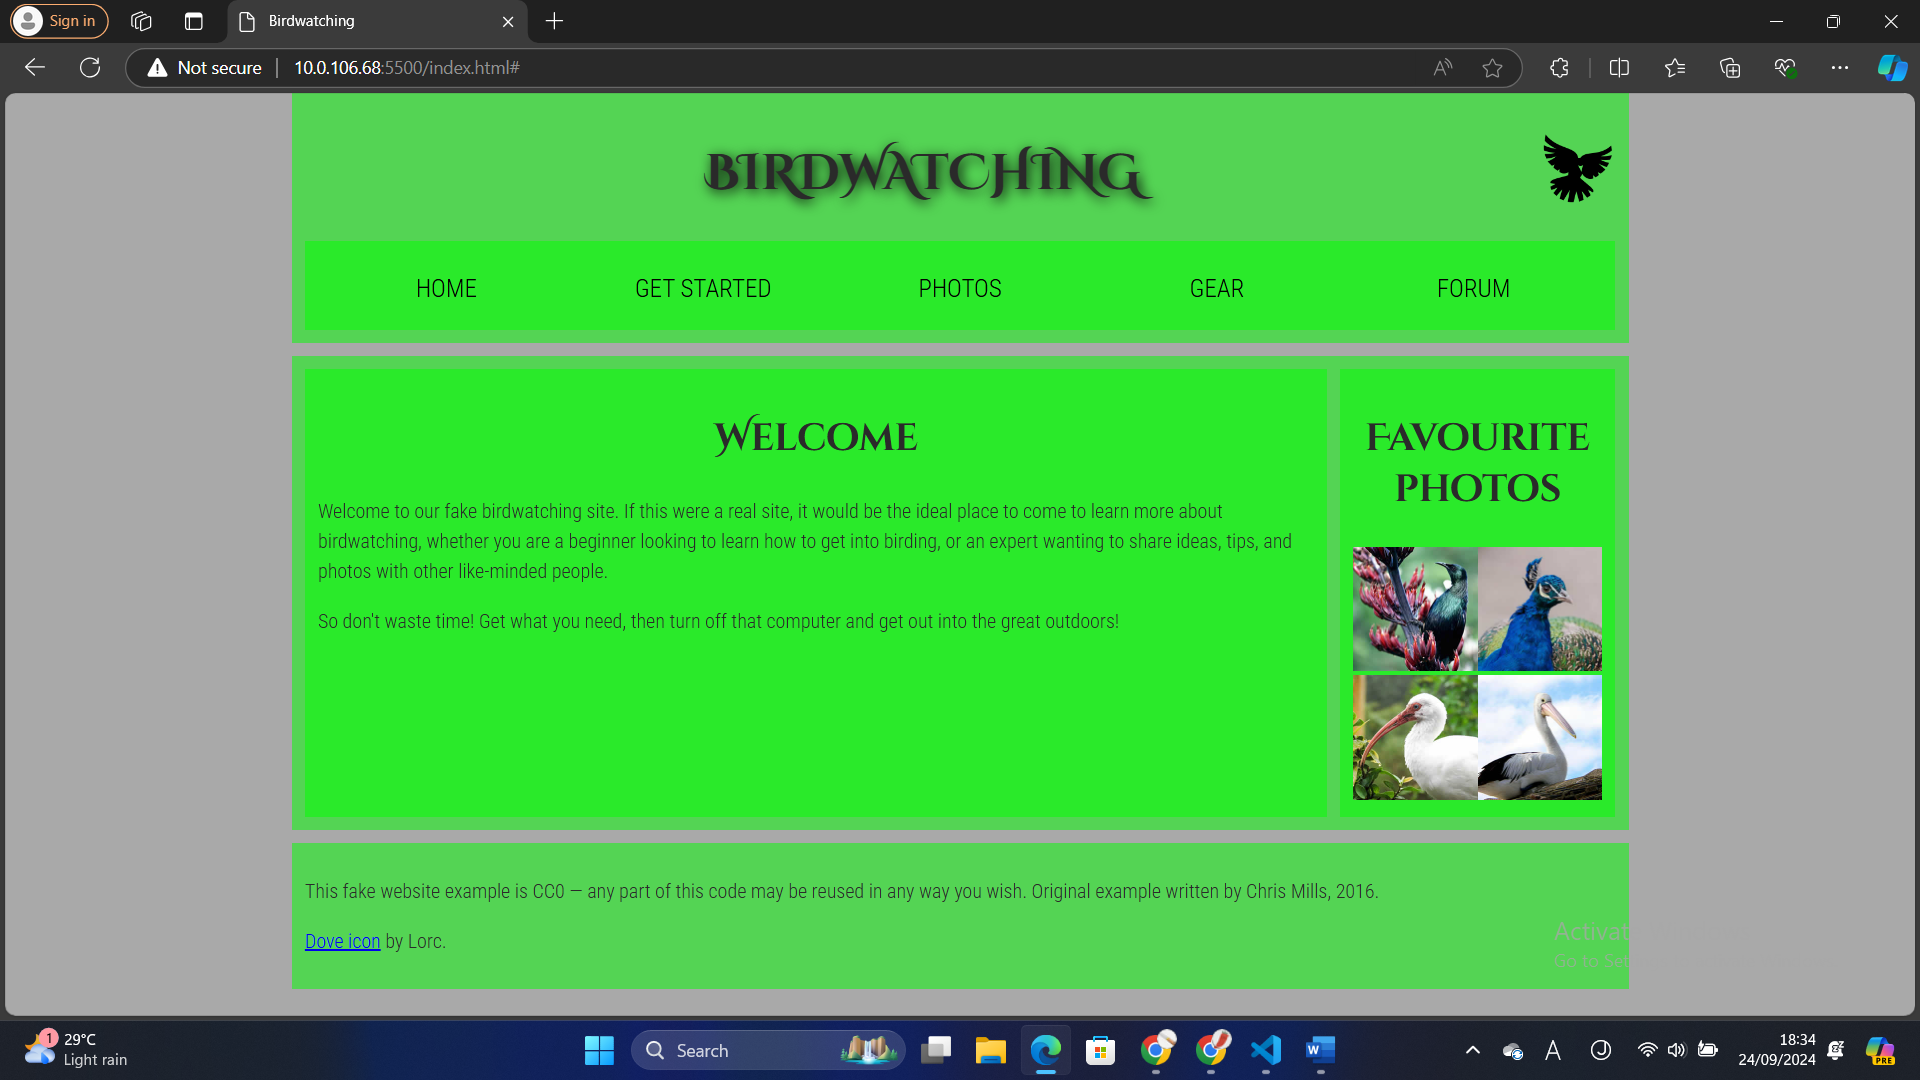 Sign in
Birdwatching
Not secure
10.0.106.68:5500/index.html#
BIRDWATCHING
HOME
GET STARTED
PHOTOS
GEAR
FORUM
Welcome
Welcome to our fake birdwatching site. If this were a real site, it would be the ideal place to come to learn more about
birdwatching, whether you are a beginner looking to learn how to get into birding, or an expert wanting to share ideas, tips, and
photos with other like-minded people.
So don't waste time! Get what you need, then turn off that computer and get out into the great outdoors!
Favourite
photos
This fake website example is CC0 — any part of this code may be reused in any way you wish. Original example written by Chris Mills, 2016.
Dove icon by Lorc.
Activat
Go to Set
1
29°C
Light rain
Search
18:34
24/09/2024
PRE